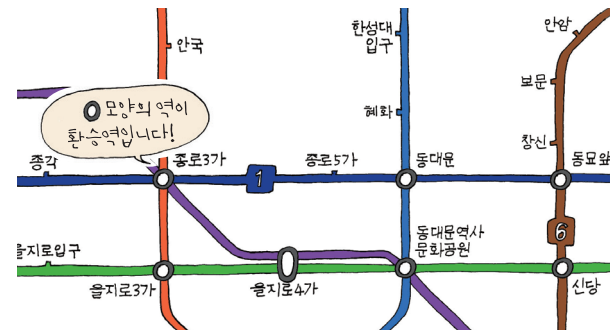 안국
한성대
입구
안암
보문
모양의 역이
환승역입니다!
혜화
창신
종각
종로3가
종로5가
동대문
동묘앞
1
6
을지로입구
동대문역사
문화공원
을지로3가
을지로4가
신당